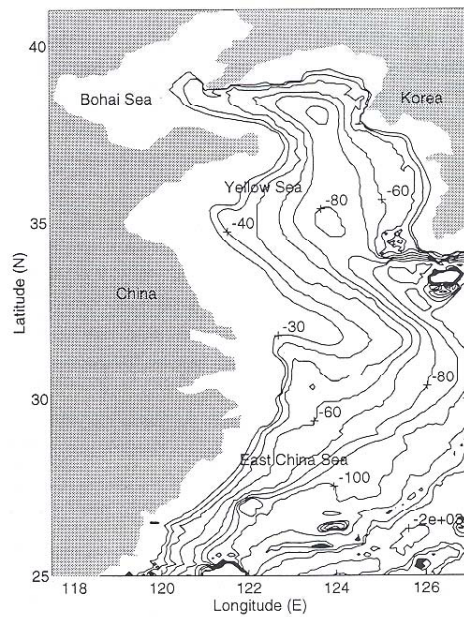 40
Bohai Sea
Korea
Yellow Sea
-60
-80
35
-40
Latitude (N)
China
-30
-80
30
-60
East China Sea
-100
-2e+03
25
118
120
122
124
126
Longitude (E)